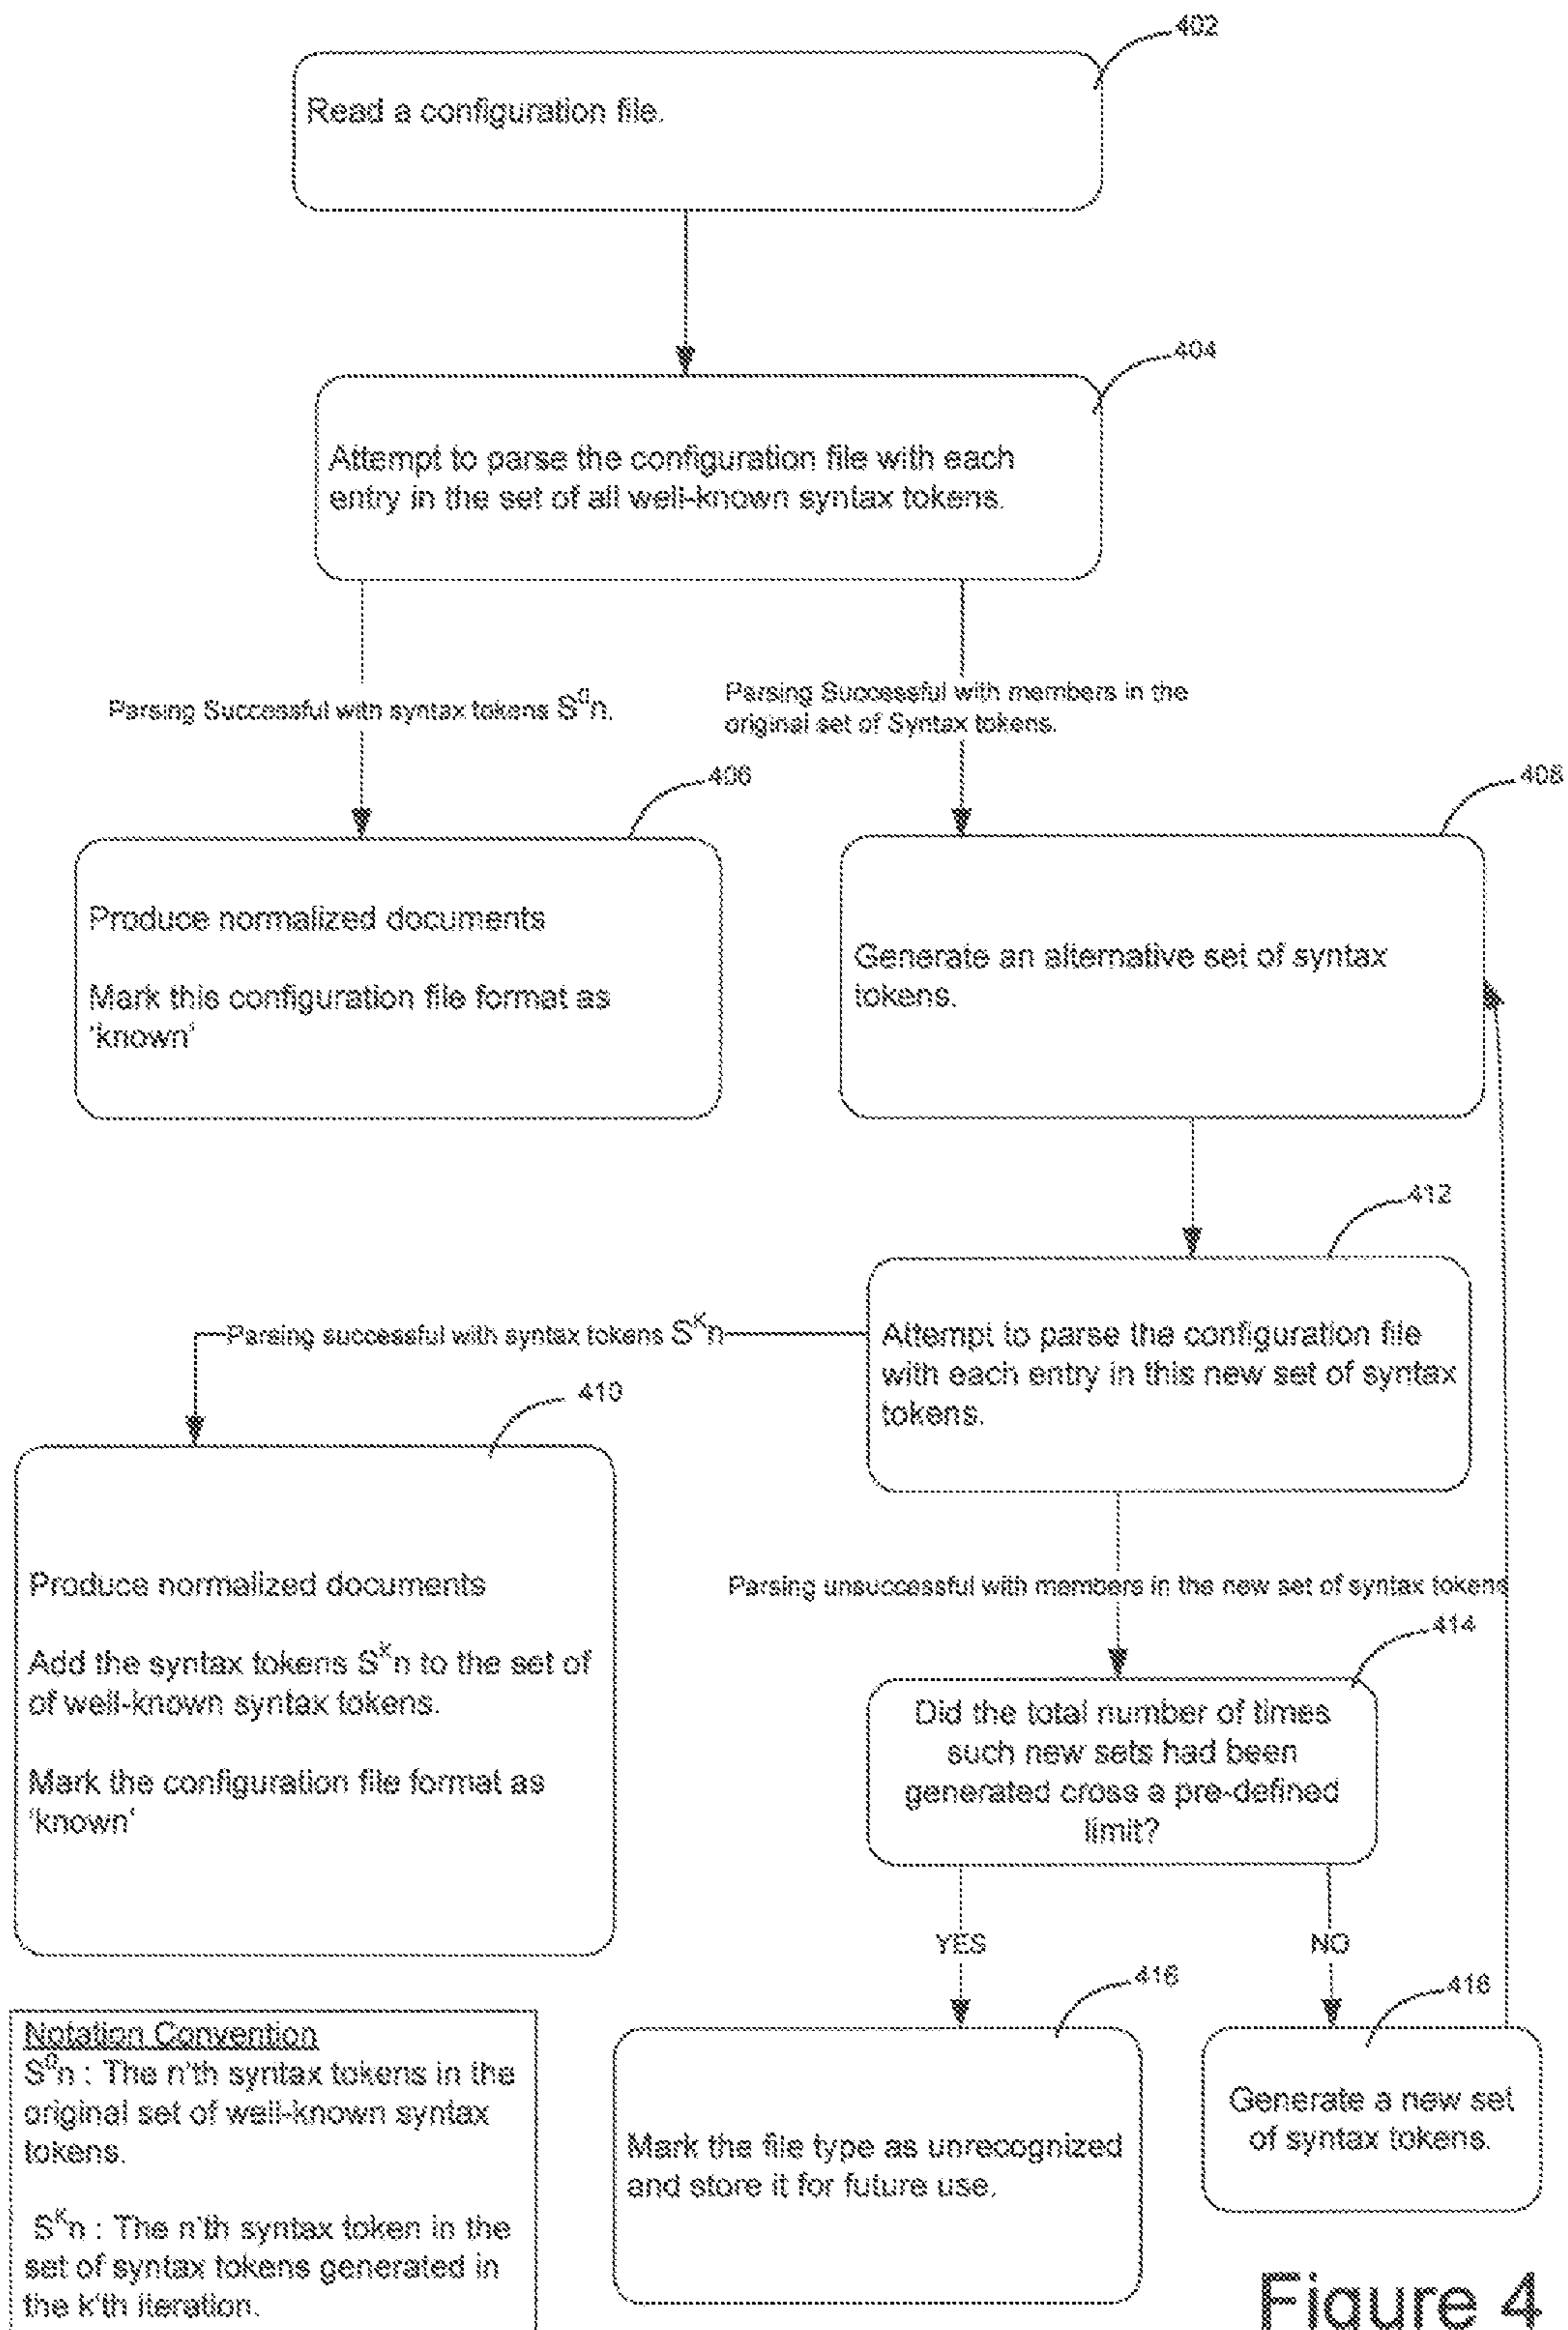 402
Read a configuration file.
404
Attempt to parse the configuration file with each
entry in the set of all well-known syntax tokens.
Parsing Successful with syntax tokens S⁰n.
Parsing Successful with members in the
original set of Syntax tokens.
406
408
Produce normalized documents
Mark this configuration file format as
'known'
Generate an alternative set of syntax
tokens.
412
Parsing successful with syntax tokens Sᴷn
Attempt to parse the configuration file
with each entry in this new set of syntax
tokens.
410
Produce normalized documents
Add the syntax tokens Sᴷn to the set of
of well-known syntax tokens.
Mark the configuration file format as
'known'
Parsing unsuccessful with members in the new set of syntax tokens
414
Did the total number of times
such new sets had been
generated cross a pre-defined
limit?
YES
NO
416
418
Mark the file type as unrecognized
and store it for future use.
Generate a new set
of syntax tokens.
Notation Convention
S⁰n : The n'th syntax tokens in the
original set of well-known syntax
tokens.
Sᴷn : The n'th syntax token in the
set of syntax tokens generated in
the k'th iteration.
Figure 4